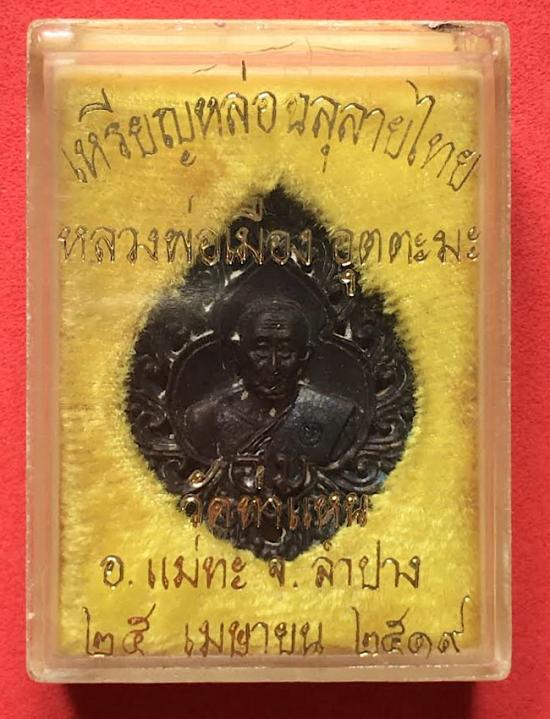 เหรียญหล่อฉลุลายไทย
หลวงพ่อเมือง อุตตะมะ
วัดท่าแหน
อ. แม่ทะ จ. ลำปาง
๒๕ เมษายน ๒๕๑๙